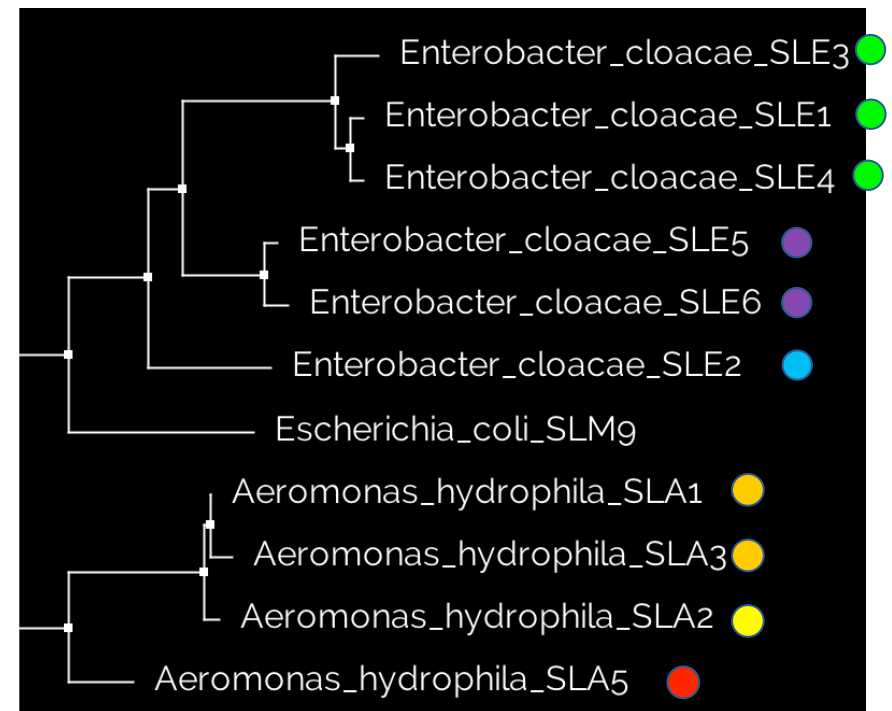 Enterobacter_cloacae_SLE3
Enterobacter_cloacae_SLE1
Enterobacter_cloacae_SLE4
Enterobacter_cloacae_SLE5
Enterobacter_cloacae_SLE6
Enterobacter_cloacae_SLE2
Escherichia_coli_SLM9
Aeromonas_hydrophila_SLA1
Aeromonas_hydrophila_SLA3
Aeromonas_hydrophila_SLA2
Aeromonas_hydrophila_SLA5